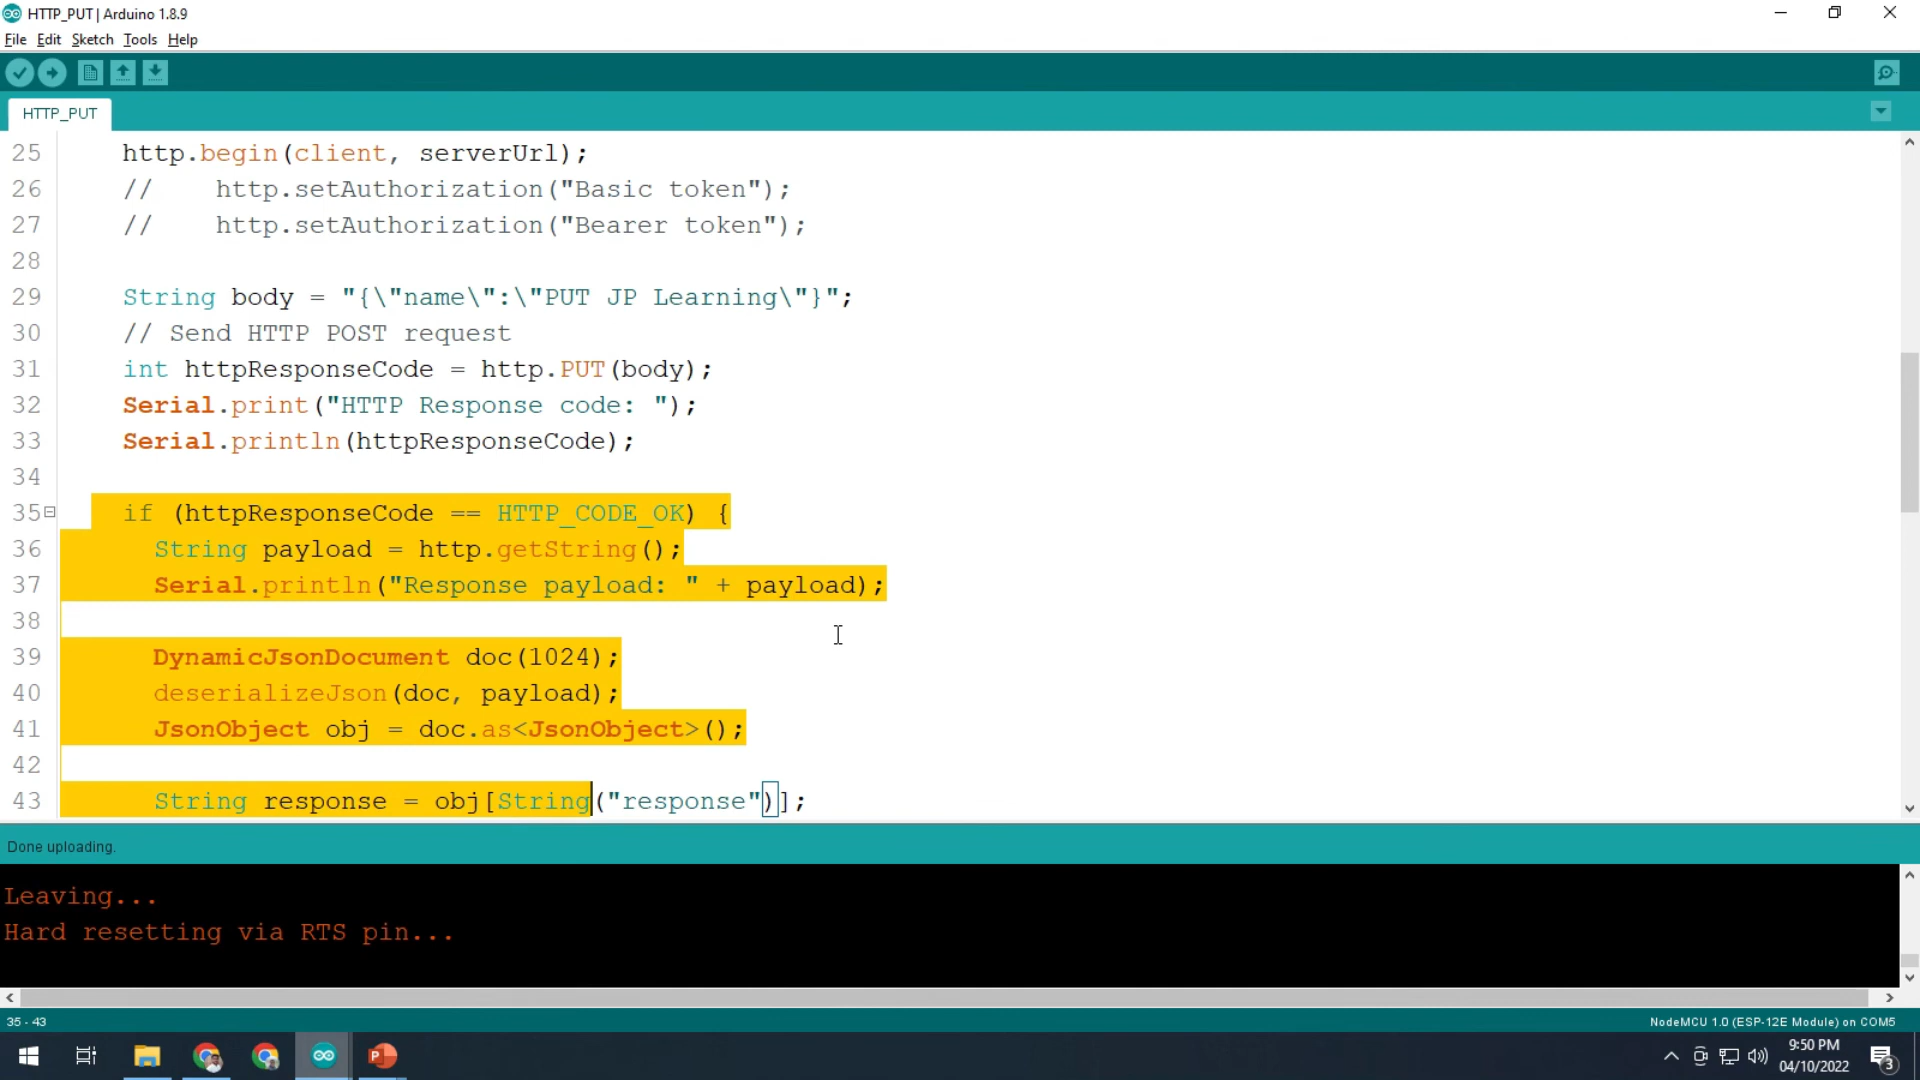 HTTP_PUT | Arduino 1.8.9
File Edit Sketch Tools Help
HTTP_PUT
25 http.begin(client, serverUrl);
26 //    http.setAuthorization("Basic token");
27 //    http.setAuthorization("Bearer token");
28
29 String body = "{\"name\":\"PUT JP Learning\"}";
30 // Send HTTP POST request
31 int httpResponseCode = http.PUT(body);
32 Serial.print("HTTP Response code: ");
33 Serial.println(httpResponseCode);
34
35 if (httpResponseCode == HTTP_CODE_OK) {
36 String payload = http.getString();
37 Serial.println("Response payload: " + payload);
38
39 DynamicJsonDocument doc(1024);
40 deserializeJson(doc, payload);
41 JsonObject obj = doc.as<JsonObject>();
42
43 String response = obj[String("response")];
Done uploading.
Leaving...
Hard resetting via RTS pin...
35 - 43
NodeMCU 1.0 (ESP-12E Module) on COM5
9:50 PM
04/10/2022
3